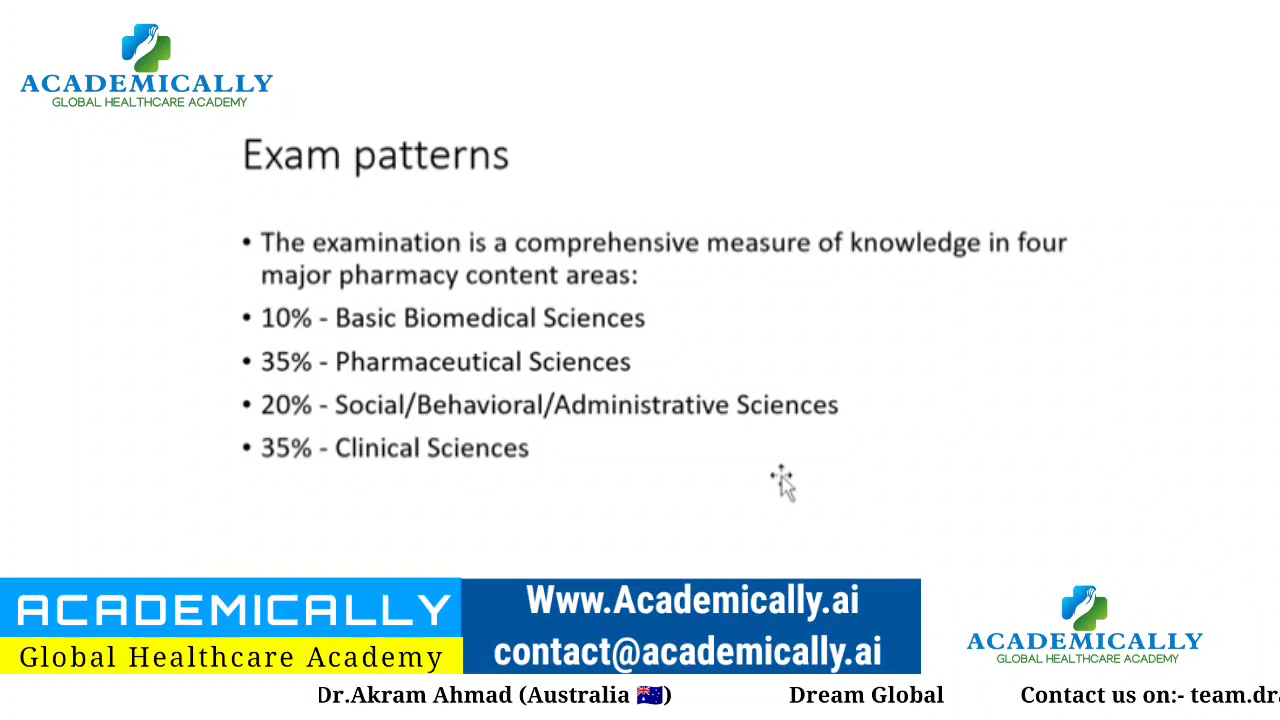 ACADEMICALLY
GLOBAL HEALTHCARE ACADEMY
Exam patterns
• The examination is a comprehensive measure of knowledge in four
major pharmacy content areas:
• 10% - Basic Biomedical Sciences
• 35% - Pharmaceutical Sciences
• 20% - Social/Behavioral/Administrative Sciences
• 35% - Clinical Sciences
ACADEMICALLY
Global Healthcare Academy
Www.Academically.ai
contact@academically.ai
ACADEMICALLY
GLOBAL HEALTHCARE ACADEMY
Dr.Akram Ahmad (Australia 🇦🇺) Dream Global Contact us on:- team.dra